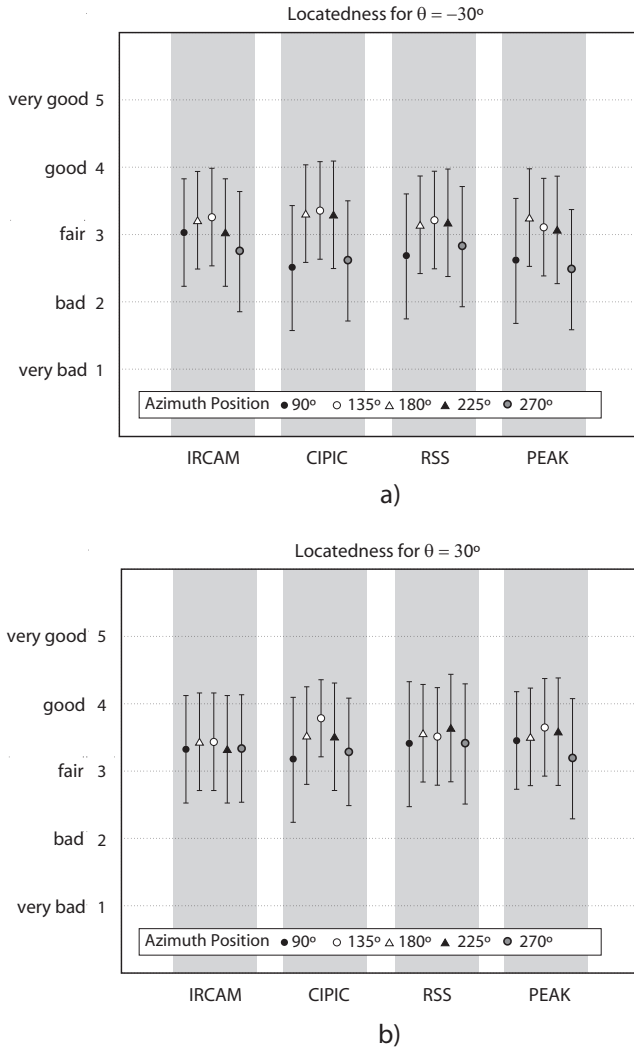 Locatedness for θ = −30º
very good 5
good 4
fair 3
bad 2
very bad 1
Azimuth Position 90º 135º 180º 225º 270º
IRCAM CIPIC RSS PEAK
a)
Locatedness for θ = 30º
very good 5
good 4
fair 3
bad 2
very bad 1
Azimuth Position 90º 135º 180º 225º 270º
IRCAM CIPIC RSS PEAK
b)